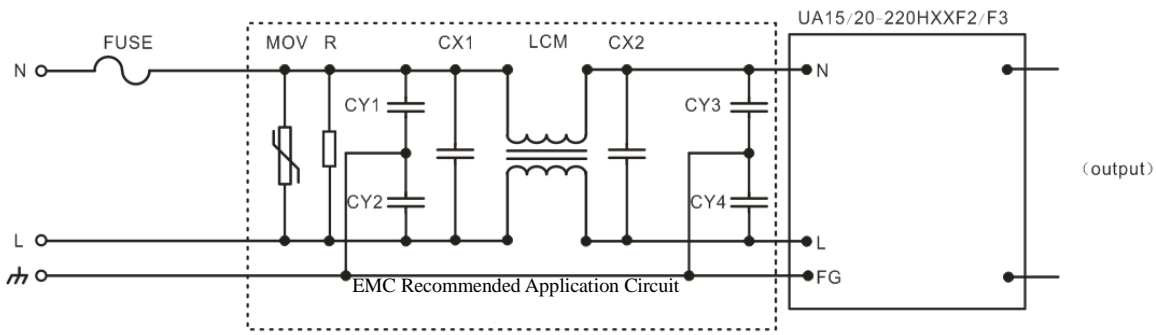 UA15/20-220HXXF2/F3
FUSE
MOV R CX1 LCM CX2
N
N
CY1
CY3
(output)
CY2
CY4
L
L
FG
EMC Recommended Application Circuit